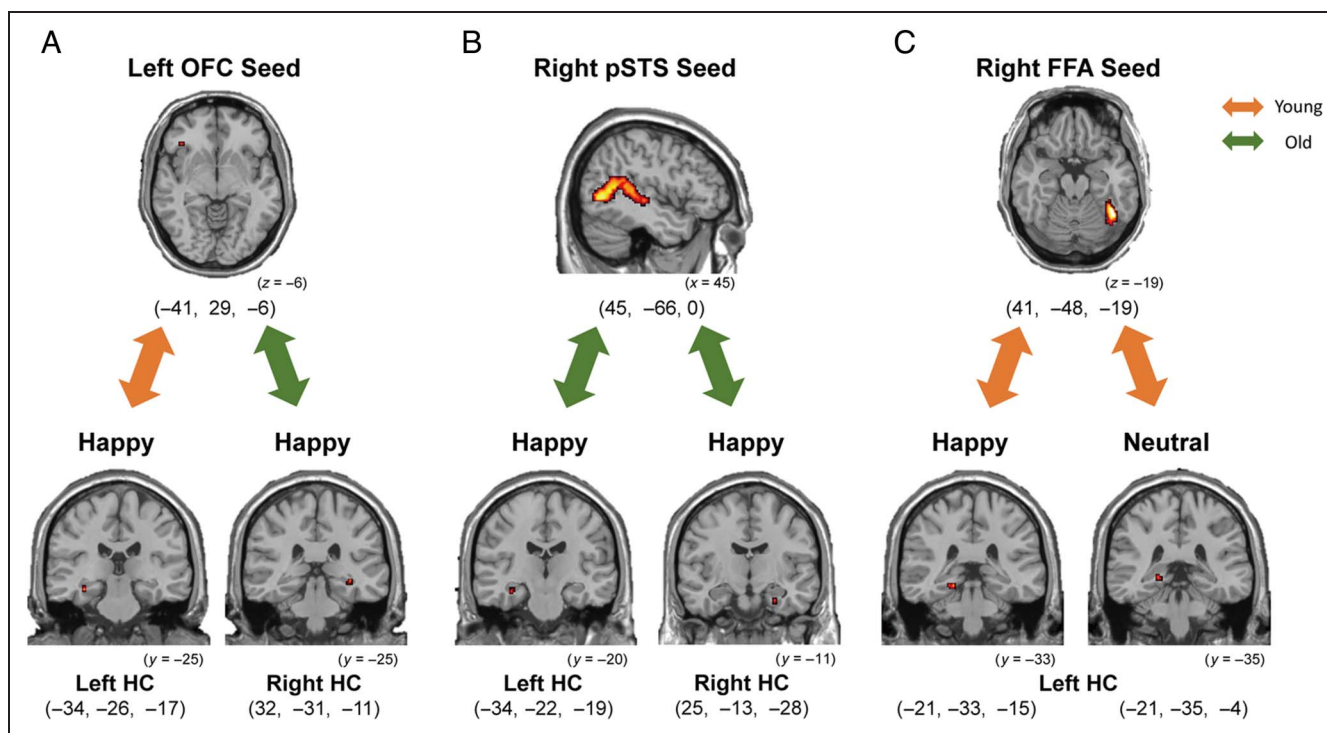 A
Left OFC Seed
(z = –6)
(–41, 29, –6)
Happy
Happy
(y = –25)
(y = –25)
Left HC
Right HC
(–34, –26, –17)
(32, –31, –11)
B
Right pSTS Seed
(x = 45)
(45, –66, 0)
Happy
Happy
(y = –20)
(y = –11)
Left HC
Right HC
(–34, –22, –19)
(25, –13, –28)
C
Right FFA Seed
(z = –19)
(41, –48, –19)
Happy
Neutral
(y = –33)
(y = –35)
Left HC
(–21, –33, –15)
(–21, –35, –4)
Young
Old